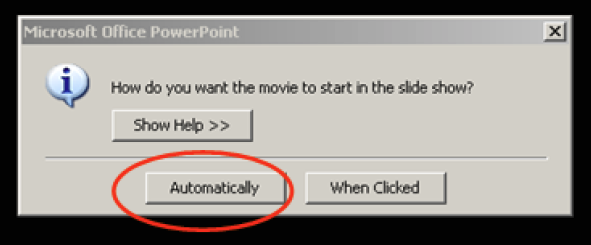 Microsoft Office PowerPoint
How do you want the movie to start in the slide show?
Show Help >>
Automatically
When Clicked